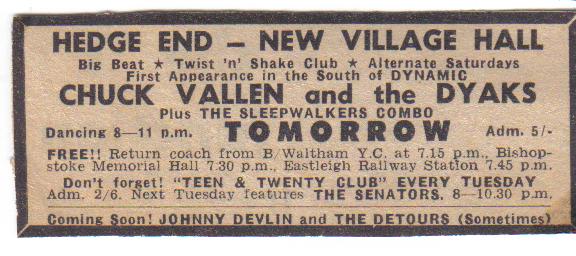 HEDGE END – NEW VILLAGE HALL
Big Beat ★ Twist 'n' Shake Club ★ Alternate Saturdays
First Appearance in the South of DYNAMIC
CHUCK VALLEN and the DYAKS
Plus THE SLEEPWALKERS COMBO
Dancing 8—11 p.m. TOMORROW Adm. 5/-
FREE!! Return coach from B/Waltham Y.C. at 7.15 p.m., Bishop-
stoke Memorial Hall 7.30 p.m., Eastleigh Railway Station 7.45 p.m.
Don't forget! "TEEN & TWENTY CLUB" EVERY TUESDAY
Adm. 2/6. Next Tuesday features THE SENATORS, 8—10.30 p.m.
Coming Soon! JOHNNY DEVLIN and THE DETOURS (Sometimes)